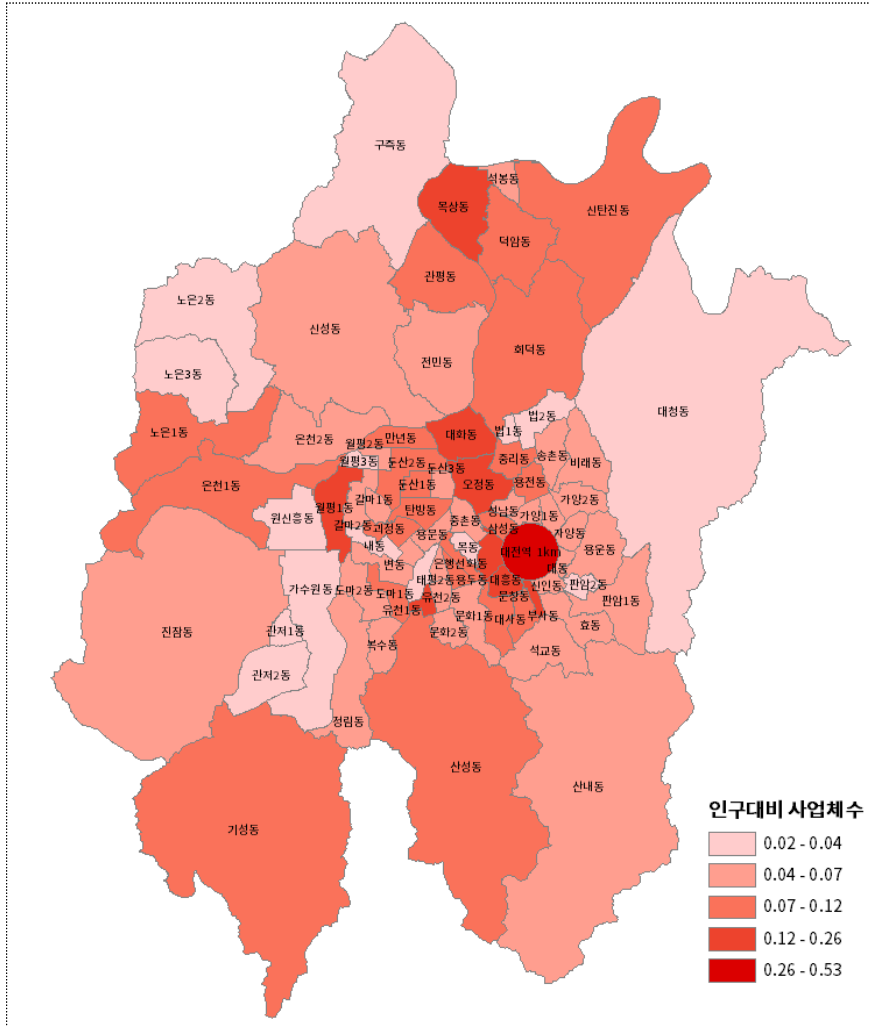 구즉동
석봉동
목상동
신탄진동
덕암동
관평동
노은2동
신성동
회덕동
전민동
노은3동
대청동
법2동
노은1동
법1동
대화동
만년동
온천2동
월평2동
송촌동
중리동
월평3동
둔산2동
비래동
둔산3동
용전동
온천1동
둔산1동
오정동
갈마1동
가양2동
월평1동
탄방동
성남동
가양1동
원신흥동
중촌동
갈마2동
괴정동
삼성동
용문동
자양동
내동
목동
대전역 1km
용운동
변동
은행선화동
대동
태평2동
용두동
대흥동
신인동
판암2동
가수원동
도마2동
도마1동
유천2동
문창동
판암1동
유천1동
문화1동
대사동
부사동
효동
진잠동
관저1동
문화2동
복수동
석교동
관저2동
정림동
산성동
산내동
기성동
인구대비 사업체수
0.02 - 0.04
0.04 - 0.07
0.07 - 0.12
0.12 - 0.26
0.26 - 0.53